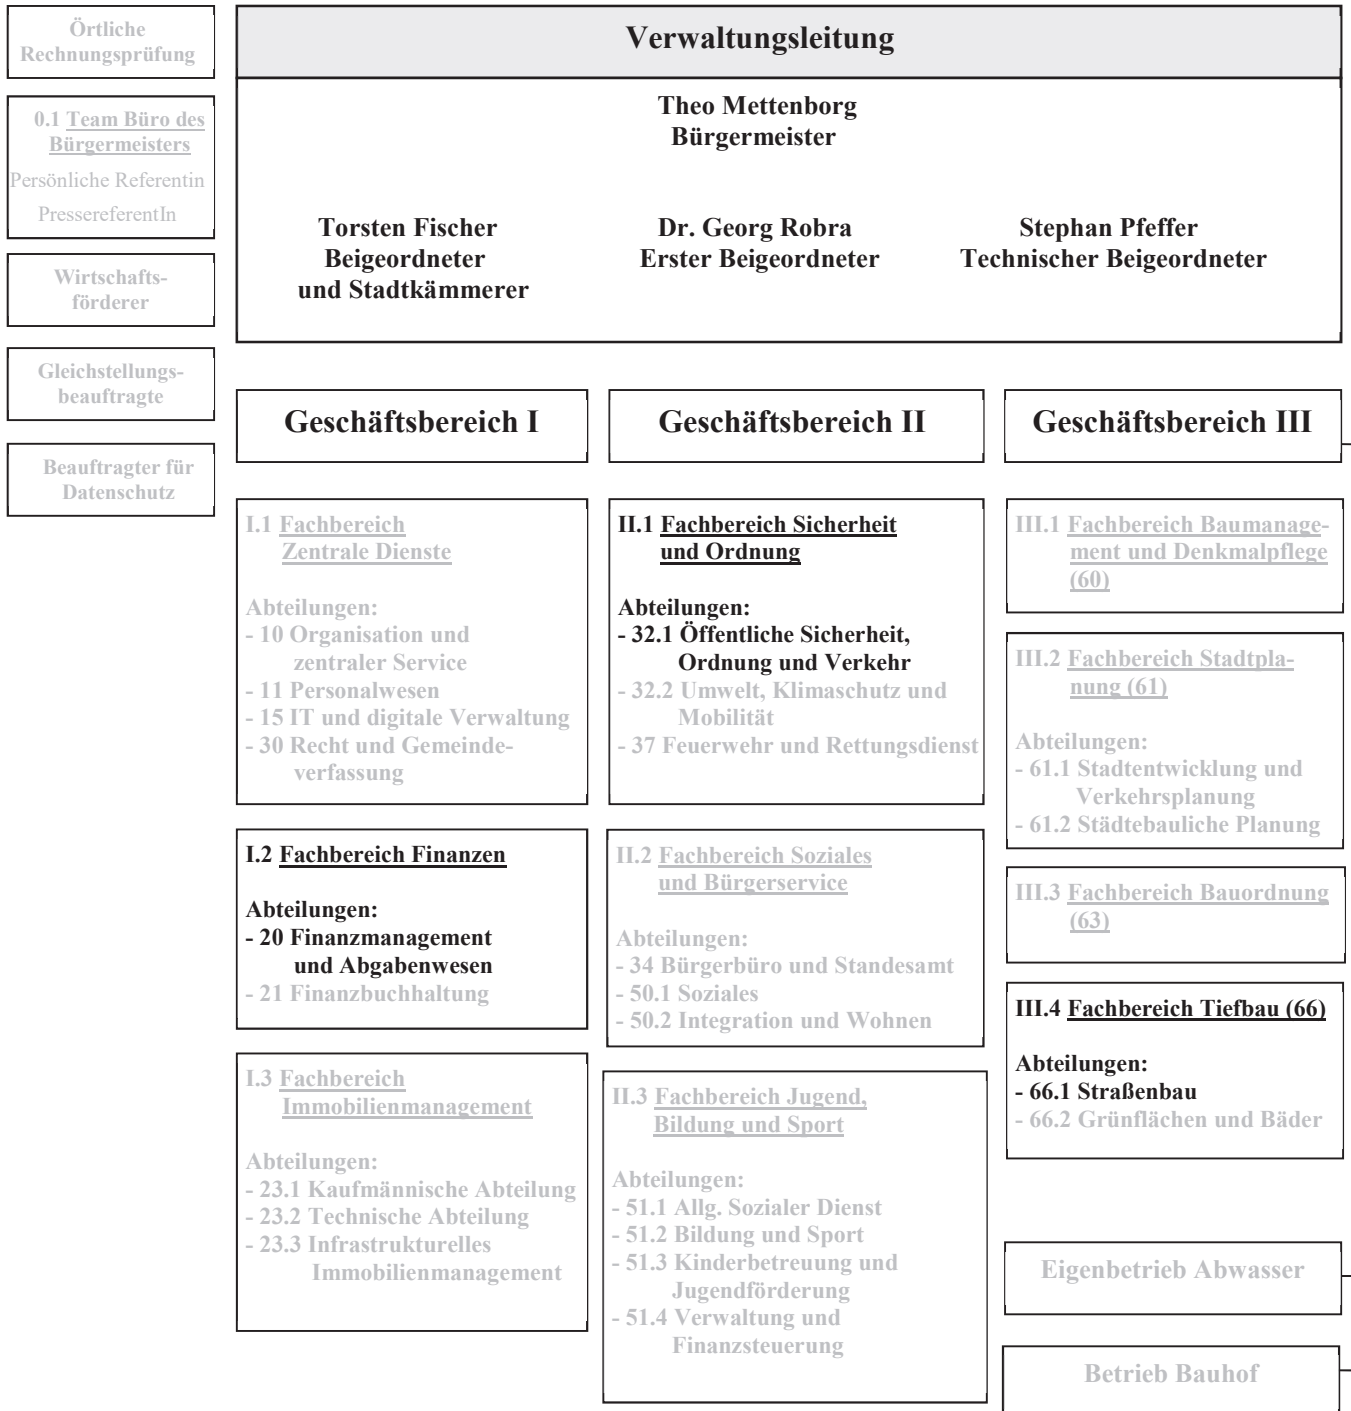 Örtliche
Rechnungsprüfung
0.1 Team Büro des
Bürgermeisters
Persönliche Referentin
PressereferentIn
Wirtschafts-
förderer
Gleichstellungs-
beauftragte
Beauftragter für
Datenschutz
Verwaltungsleitung
Theo Mettenborg
Bürgermeister
Torsten Fischer
Beigeordneter
und Stadtkämmerer
Dr. Georg Robra
Erster Beigeordneter
Stephan Pfeffer
Technischer Beigeordneter
Geschäftsbereich I
I.1 Fachbereich
Zentrale Dienste
Abteilungen:
- 10 Organisation und
zentraler Service
- 11 Personalwesen
- 15 IT und digitale Verwaltung
- 30 Recht und Gemeinde-
verfassung
I.2 Fachbereich Finanzen
Abteilungen:
- 20 Finanzmanagement
und Abgabenwesen
- 21 Finanzbuchhaltung
I.3 Fachbereich
Immobilienmanagement
Abteilungen:
- 23.1 Kaufmännische Abteilung
- 23.2 Technische Abteilung
- 23.3 Infrastrukturelles
Immobilienmanagement
Geschäftsbereich II
II.1 Fachbereich Sicherheit
und Ordnung
Abteilungen:
- 32.1 Öffentliche Sicherheit,
Ordnung und Verkehr
- 32.2 Umwelt, Klimaschutz und
Mobilität
- 37 Feuerwehr und Rettungsdienst
II.2 Fachbereich Soziales
und Bürgerservice
Abteilungen:
- 34 Bürgerbüro und Standesamt
- 50.1 Soziales
- 50.2 Integration und Wohnen
II.3 Fachbereich Jugend,
Bildung und Sport
Abteilungen:
- 51.1 Allg. Sozialer Dienst
- 51.2 Bildung und Sport
- 51.3 Kinderbetreuung und
Jugendförderung
- 51.4 Verwaltung und
Finanzsteuerung
Geschäftsbereich III
III.1 Fachbereich Baumanage-
ment und Denkmalpflege
(60)
III.2 Fachbereich Stadtpla-
nung (61)
Abteilungen:
- 61.1 Stadtentwicklung und
Verkehrsplanung
- 61.2 Städtebauliche Planung
III.3 Fachbereich Bauordnung
(63)
III.4 Fachbereich Tiefbau (66)
Abteilungen:
- 66.1 Straßenbau
- 66.2 Grünflächen und Bäder
Eigenbetrieb Abwasser
Betrieb Bauhof